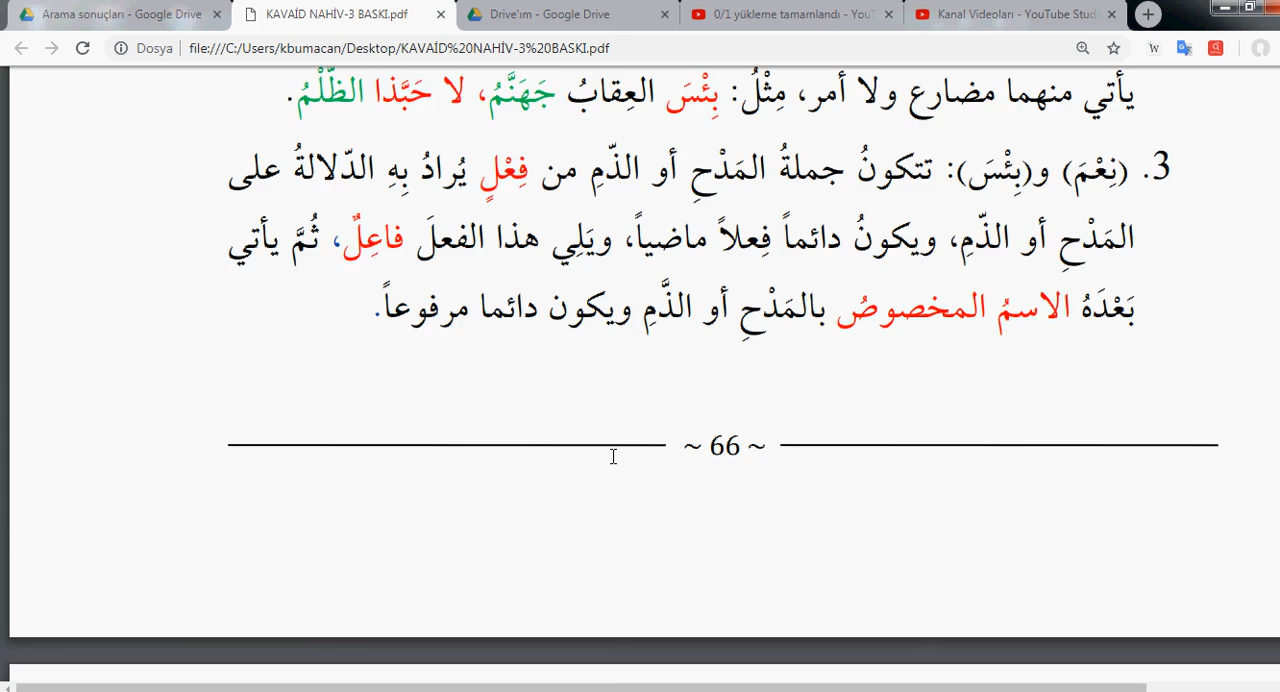 Arama sonuçları - Google Drive
KAVAİD NAHİV-3 BASKI.pdf
Drive'ım - Google Drive
0/1 yükleme tamamlandı - You
Kanal Videoları - YouTube Studi
Dosya | file:///C:/Users/kbumacan/Desktop/KAVAİD%20NAHİV-3%20BASKI.pdf
W
يأتي منهما مضارع ولا أمر، مِثْلُ: بِئْسَ العِقابُ جَهَنَّمُ، لا حَبَّذا الظّلْمُ.
3. (نِعْمَ) و(بِئْسَ): تتكونُ جملةُ المَدْحِ أو الذّمِ من فِعْلٍ يُرادُ بِهِ الدّلالةُ على
المَدْحِ أو الذّمِ، ويكونُ دائماً فِعلاً ماضياً، ويَلِي هذا الفعلَ فاعِلٌ، ثُمَّ يأتي
بَعْدَهُ الاسمُ المخصوصُ بالمَدْحِ أو الذَّمِ ويكون دائما مرفوعاً.
~ 66 ~